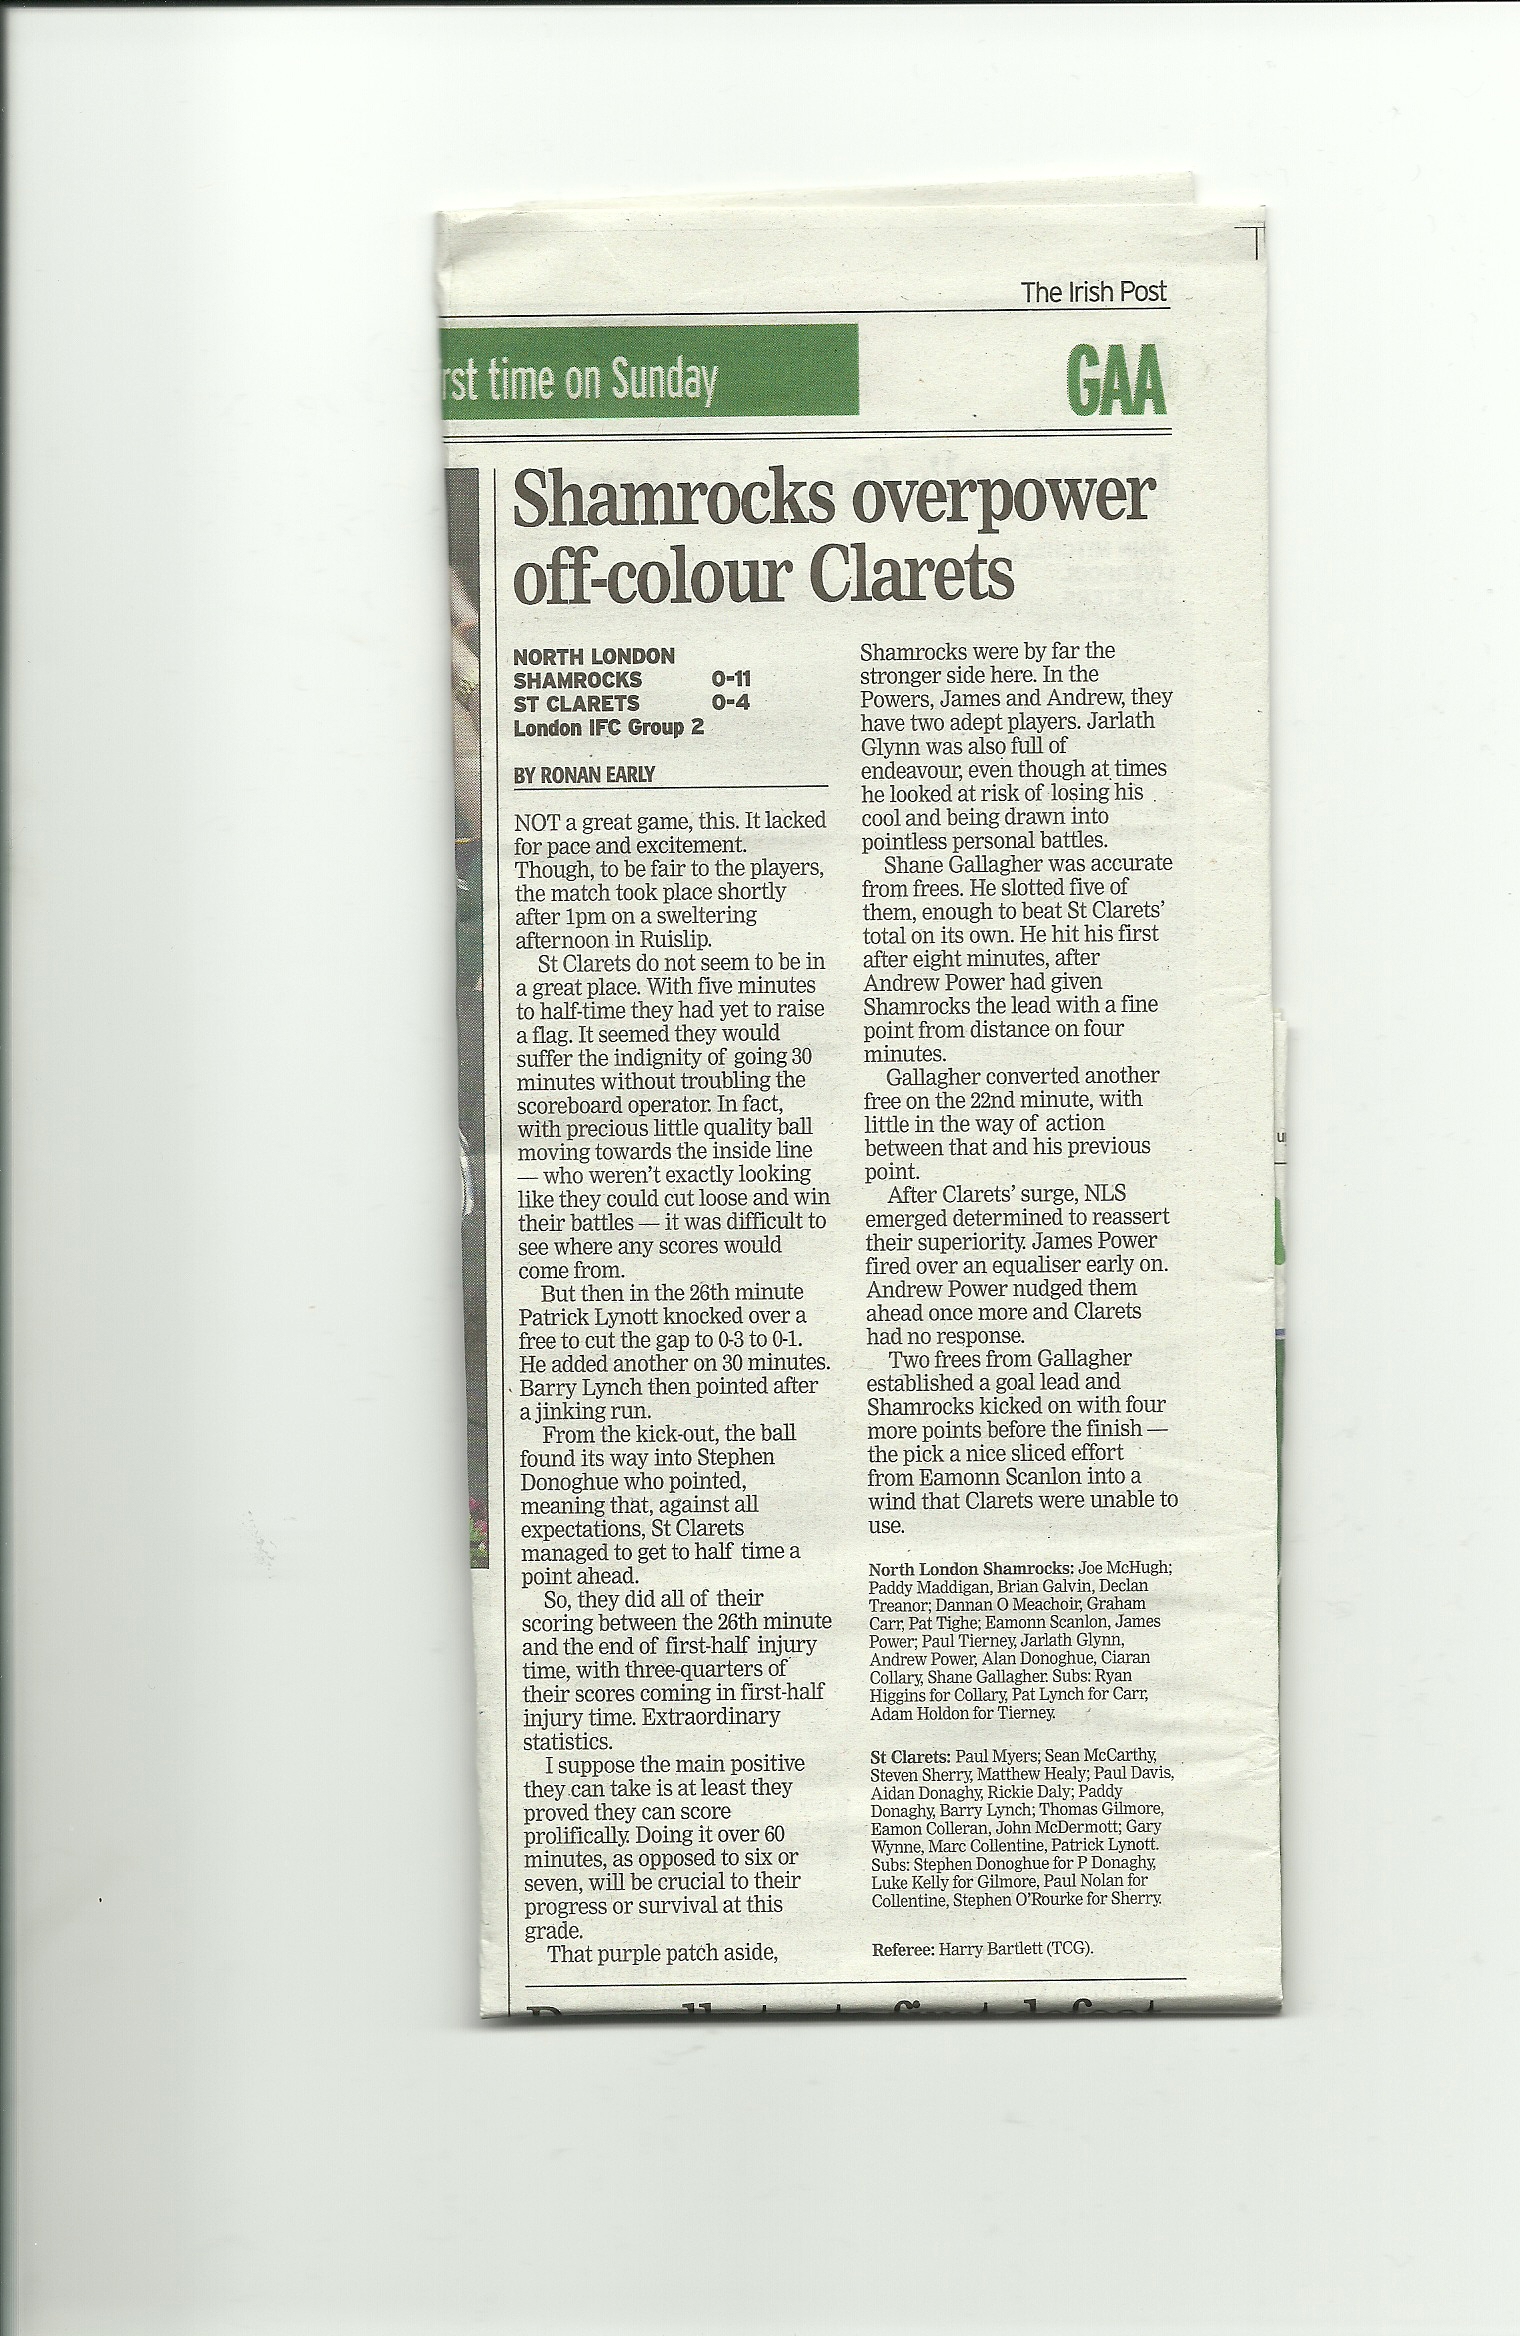 The Irish Post
rst time on Sunday
GAA
Shamrocks overpower
off-colour Clarets
NORTH LONDON
SHAMROCKS 0-11
ST CLARETS 0-4
London IFC Group 2
BY RONAN EARLY
NOT a great game, this. It lacked
for pace and excitement.
Though, to be fair to the players,
the match took place shortly
after 1pm on a sweltering
afternoon in Ruislip.
St Clarets do not seem to be in
a great place. With five minutes
to half-time they had yet to raise
a flag. It seemed they would
suffer the indignity of going 30
minutes without troubling the
scoreboard operator. In fact,
with precious little quality ball
moving towards the inside line
— who weren't exactly looking
like they could cut loose and win
their battles — it was difficult to
see where any scores would
come from.
But then in the 26th minute
Patrick Lynott knocked over a
free to cut the gap to 0-3 to 0-1.
He added another on 30 minutes.
Barry Lynch then pointed after
a jinking run.
From the kick-out, the ball
found its way into Stephen
Donoghue who pointed,
meaning that, against all
expectations, St Clarets
managed to get to half time a
point ahead.
So, they did all of their
scoring between the 26th minute
and the end of first-half injury
time, with three-quarters of
their scores coming in first-half
injury time. Extraordinary
statistics.
I suppose the main positive
they can take is at least they
proved they can score
prolifically. Doing it over 60
minutes, as opposed to six or
seven, will be crucial to their
progress or survival at this
grade.
That purple patch aside,
Shamrocks were by far the
stronger side here. In the
Powers, James and Andrew, they
have two adept players. Jarlath
Glynn was also full of
endeavour, even though at times
he looked at risk of losing his
cool and being drawn into
pointless personal battles.
Shane Gallagher was accurate
from frees. He slotted five of
them, enough to beat St Clarets'
total on its own. He hit his first
after eight minutes, after
Andrew Power had given
Shamrocks the lead with a fine
point from distance on four
minutes.
Gallagher converted another
free on the 22nd minute, with
little in the way of action
between that and his previous
point.
After Clarets' surge, NLS
emerged determined to reassert
their superiority. James Power
fired over an equaliser early on.
Andrew Power nudged them
ahead once more and Clarets
had no response.
Two frees from Gallagher
established a goal lead and
Shamrocks kicked on with four
more points before the finish —
the pick a nice sliced effort
from Eamonn Scanlon into a
wind that Clarets were unable to
use.
North London Shamrocks: Joe McHugh;
Paddy Maddigan, Brian Galvin, Declan
Treanor; Dannan O Meachoir, Graham
Carr, Pat Tighe; Eamonn Scanlon, James
Power; Paul Tierney, Jarlath Glynn,
Andrew Power, Alan Donoghue, Ciaran
Collary, Shane Gallagher. Subs: Ryan
Higgins for Collary, Pat Lynch for Carr,
Adam Holdon for Tierney.
St Clarets: Paul Myers; Sean McCarthy,
Steven Sherry, Matthew Healy; Paul Davis,
Aidan Donaghy, Rickie Daly; Paddy
Donaghy, Barry Lynch; Thomas Gilmore,
Eamon Colleran, John McDermott; Gary
Wynne, Marc Collentine, Patrick Lynott.
Subs: Stephen Donoghue for P Donaghy,
Luke Kelly for Gilmore, Paul Nolan for
Collentine, Stephen O'Rourke for Sherry.
Referee: Harry Bartlett (TCG).